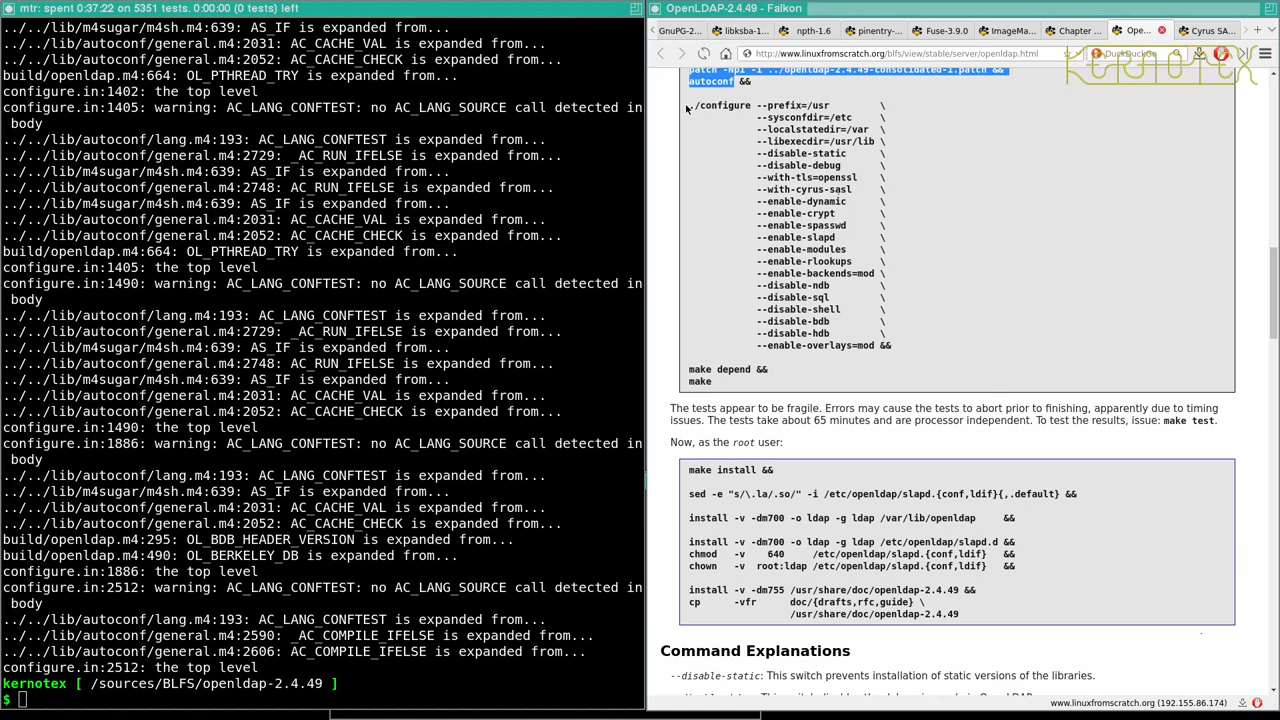 mtr: spent 0:37:22 pam on 5351 tests. 0:00:00 (0 tests) left
../../lib/m4sugar/m4sh.m4:639: AS_IF is expanded from...
../../lib/autoconf/general.m4:2031: AC_CACHE_VAL is expanded from...
../../lib/autoconf/general.m4:2052: AC_CACHE_CHECK is expanded from...
build/openldap.m4:664: OL_PTHREAD_TRY is expanded from...
configure.in:1402: the top level
configure.in:1405: warning: AC_LANG_CONFTEST: no AC_LANG_SOURCE call detected in
body
../../lib/autoconf/lang.m4:193: AC_LANG_CONFTEST is expanded from...
../../lib/autoconf/general.m4:2729: _AC_RUN_IFELSE is expanded from...
../../lib/m4sugar/m4sh.m4:639: AS_IF is expanded from...
../../lib/autoconf/general.m4:2748: AC_RUN_IFELSE is expanded from...
../../lib/m4sugar/m4sh.m4:639: AS_IF is expanded from...
../../lib/autoconf/general.m4:2031: AC_CACHE_VAL is expanded from...
../../lib/autoconf/general.m4:2052: AC_CACHE_CHECK is expanded from...
build/openldap.m4:664: OL_PTHREAD_TRY is expanded from...
configure.in:1405: the top level
configure.in:1490: warning: AC_LANG_CONFTEST: no AC_LANG_SOURCE call detected in
body
../../lib/autoconf/lang.m4:193: AC_LANG_CONFTEST is expanded from...
../../lib/autoconf/general.m4:2729: _AC_RUN_IFELSE is expanded from...
../../lib/m4sugar/m4sh.m4:639: AS_IF is expanded from...
../../lib/autoconf/general.m4:2748: AC_RUN_IFELSE is expanded from...
../../lib/m4sugar/m4sh.m4:639: AS_IF is expanded from...
../../lib/autoconf/general.m4:2031: AC_CACHE_VAL is expanded from...
../../lib/autoconf/general.m4:2052: AC_CACHE_CHECK is expanded from...
configure.in:1490: the top level
configure.in:1886: warning: AC_LANG_CONFTEST: no AC_LANG_SOURCE call detected in
body
../../lib/autoconf/lang.m4:193: AC_LANG_CONFTEST is expanded from...
../../lib/m4sugar/m4sh.m4:639: AS_IF is expanded from...
../../lib/autoconf/general.m4:2031: AC_CACHE_VAL is expanded from...
../../lib/autoconf/general.m4:2052: AC_CACHE_CHECK is expanded from...
build/openldap.m4:295: OL_BDB_HEADER_VERSION is expanded from...
build/openldap.m4:490: OL_BERKELEY_DB is expanded from...
configure.in:1886: the top level
configure.in:2512: warning: AC_LANG_CONFTEST: no AC_LANG_SOURCE call detected in
body
../../lib/autoconf/lang.m4:193: AC_LANG_CONFTEST is expanded from...
../../lib/autoconf/general.m4:2590: _AC_COMPILE_IFELSE is expanded from...
../../lib/autoconf/general.m4:2606: AC_COMPILE_IFELSE is expanded from...
configure.in:2512: the top level
kernotex [ /sources/BLFS/openldap-2.4.49 ]
$
OpenLDAP-2.4.49 - Falkon
GnuPG-2... libksba-1... npth-1.6 pinentry-... Fuse-3.9.0 ImageMa... Chapter ... Ope... Cyrus SA...
http://www.linuxfromscratch.org/blfs/view/stable/server/openldap.html DuckDuckGo
KERNOTEX
patch -Np1 -i ../openldap-2.4.49-consolidated-1.patch &&
autoconf &&
./configure --prefix=/usr \
--sysconfdir=/etc \
--localstatedir=/var \
--libexecdir=/usr/lib \
--disable-static \
--disable-debug \
--with-tls=openssl \
--with-cyrus-sasl \
--enable-dynamic \
--enable-crypt \
--enable-spasswd \
--enable-slapd \
--enable-modules \
--enable-rlookups \
--enable-backends=mod \
--disable-ndb \
--disable-sql \
--disable-shell \
--disable-bdb \
--disable-hdb \
--enable-overlays=mod &&
make depend &&
make
The tests appear to be fragile. Errors may cause the tests to abort prior to finishing, apparently due to timing
issues. The tests take about 65 minutes and are processor independent. To test the results, issue: make test.
Now, as the root user:
make install &&
sed -e "s/\.la/.so/" -i /etc/openldap/slapd.{conf,ldif}{,.default} &&
install -v -dm700 -o ldap -g ldap /var/lib/openldap &&
install -v -dm700 -o ldap -g ldap /etc/openldap/slapd.d &&
chmod -v 640 /etc/openldap/slapd.{conf,ldif} &&
chown -v root:ldap /etc/openldap/slapd.{conf,ldif} &&
install -v -dm755 /usr/share/doc/openldap-2.4.49 &&
cp -vfr doc/{drafts,rfc,guide} \
/usr/share/doc/openldap-2.4.49
Command Explanations
--disable-static: This switch prevents installation of static versions of the libraries.
www.linuxfromscratch.org (192.155.86.174)